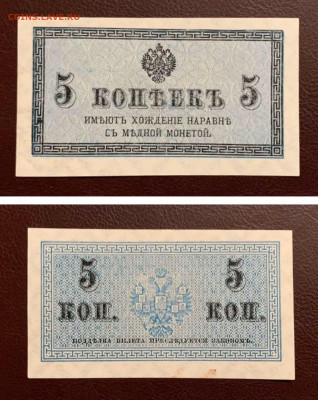 COINS.LAVE.RU
5 КОПѢЕКЪ 5
ИМѢЮТЪ ХОЖДЕНІЕ НАРАВНѢ
СЪ МѢДНОЙ МОНЕТОЙ.
5 5
КОП. КОП.
ПОДДѢЛКА БИЛЕТА ПРЕСЛѢДУЕТСЯ ЗАКОНОМЪ.